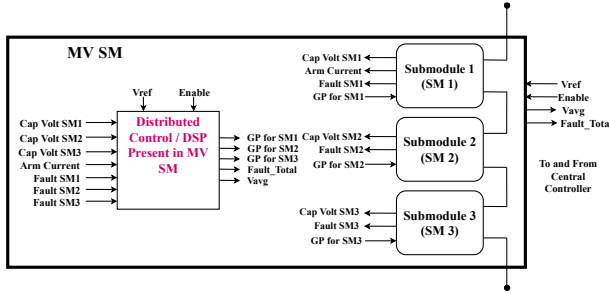 MV SM
Vref
Enable
Cap Volt SM1
Cap Volt SM2
Cap Volt SM3
Arm Current
Fault SM1
Fault SM2
Fault SM3
Distributed
Control / DSP
Present in MV
SM
GP for SM1
GP for SM2
GP for SM3
Fault_Total
Vavg
Cap Volt SM1
Arm Current
Fault SM1
GP for SM1
Submodule 1
(SM 1)
Cap Volt SM2
Fault SM2
GP for SM2
Submodule 2
(SM 2)
Cap Volt SM3
Fault SM3
GP for SM3
Submodule 3
(SM 3)
Vref
Enable
Vavg
Fault_Tota
To and From
Central
Controller